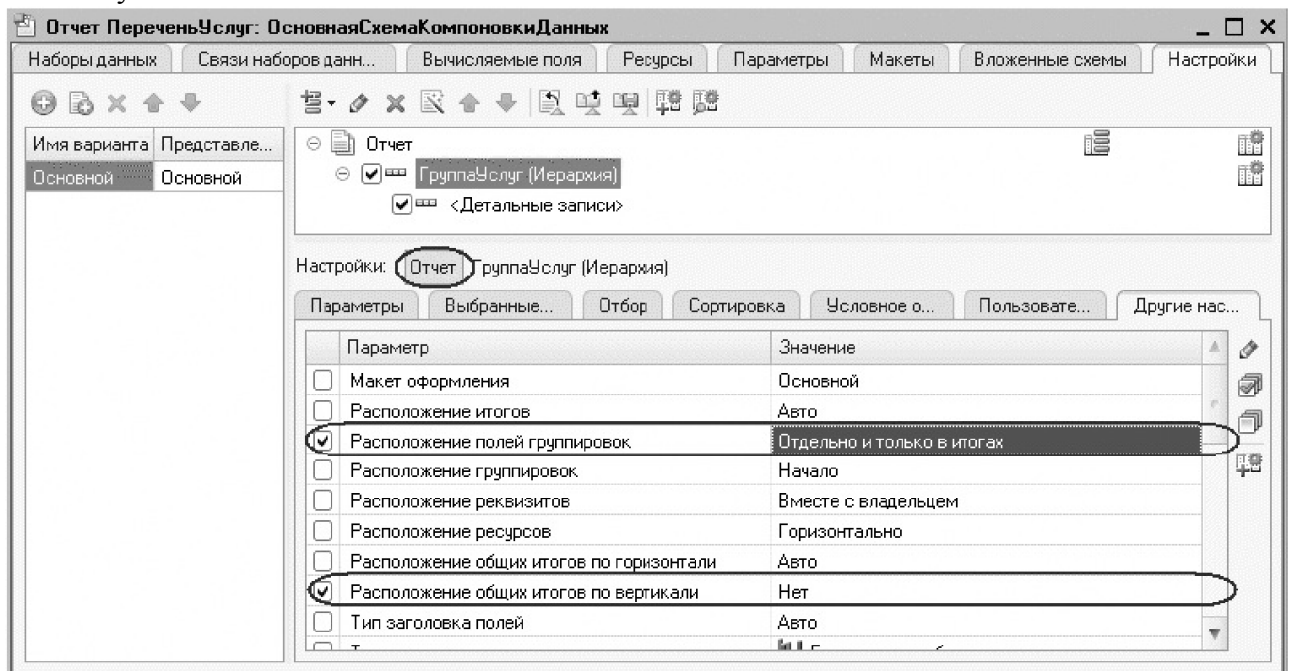 Отчет ПереченьУслуг: ОсновнаяСхемаКомпоновкиДанных
Наборы данных Связи наборов данн... Вычисляемые поля Ресурсы Параметры Макеты Вложенные схемы Настройки
Имя варианта Представле...
Основной Основной
Отчет
ГруппаУслуг (Иерархия)
<Детальные записи>
Настройки: Отчет ГруппаУслуг (Иерархия)
Параметры Выбранные... Отбор Сортировка Условное о... Пользовате... Другие нас...
Параметр Значение
Макет оформления Основной
Расположение итогов Авто
Расположение полей группировок Отдельно и только в итогах
Расположение группировок Начало
Расположение реквизитов Вместе с владельцем
Расположение ресурсов Горизонтально
Расположение общих итогов по горизонтали Авто
Расположение общих итогов по вертикали Нет
Тип заголовка полей Авто